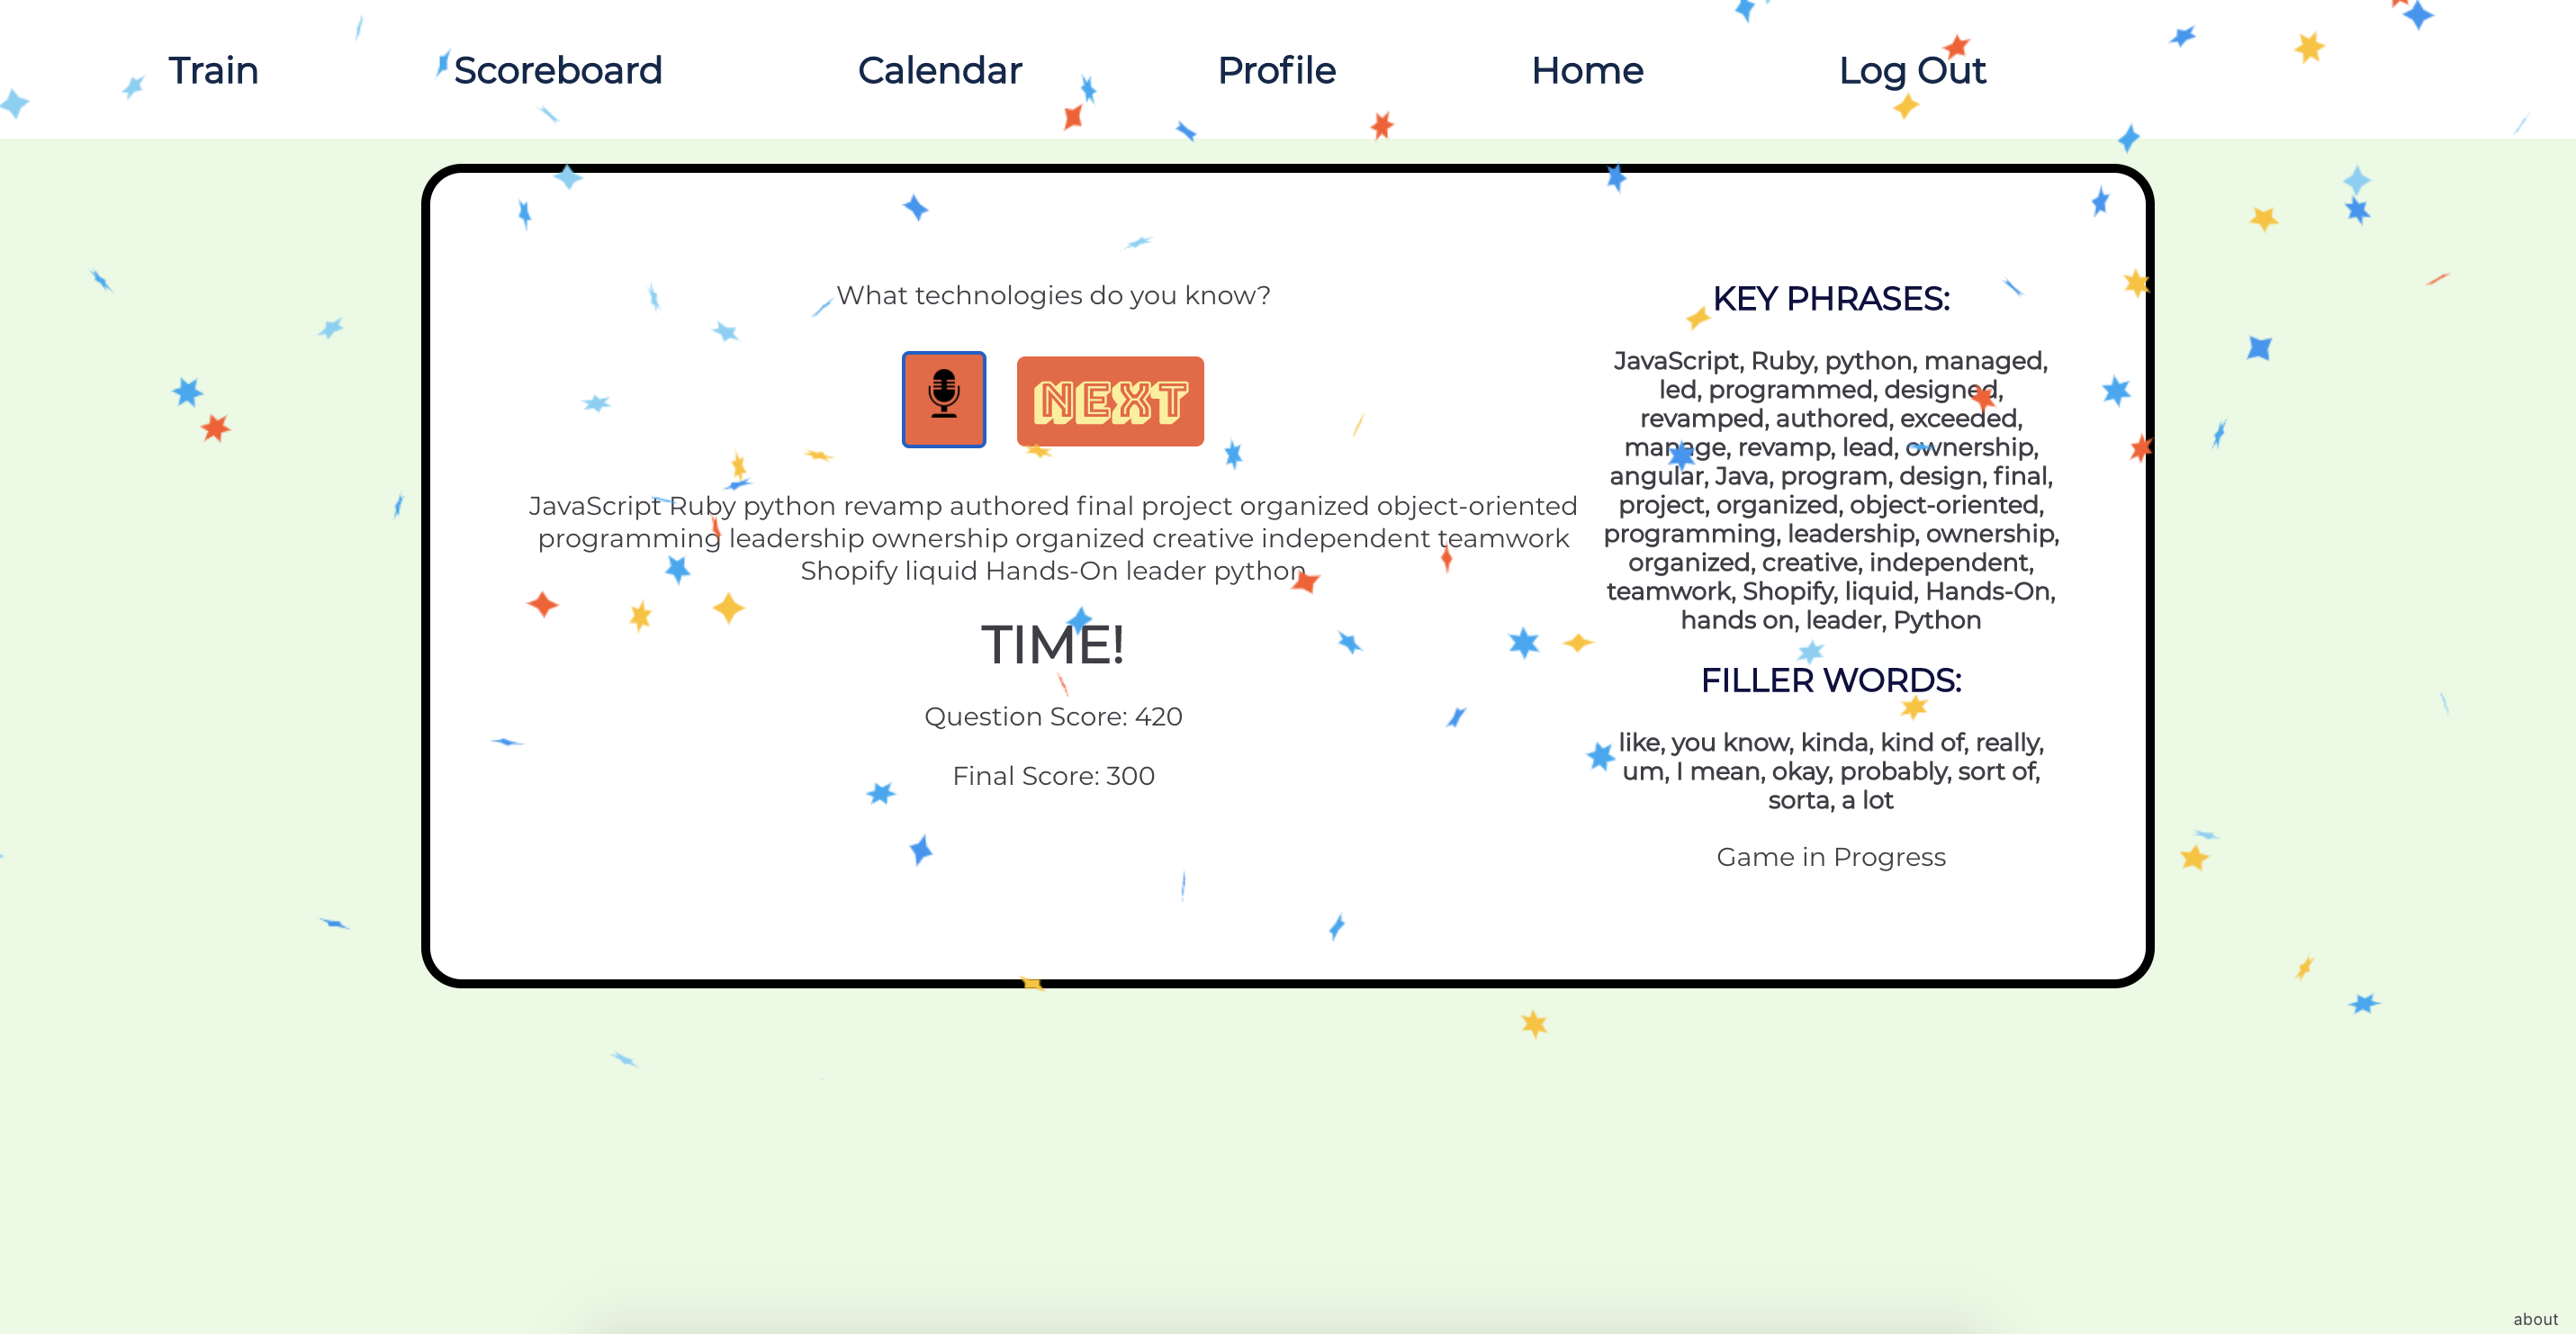 Train Scoreboard Calendar Profile Home Log Out
What technologies do you know?
NEXT
JavaScript Ruby python revamp authored final project organized object-oriented
programming leadership ownership organized creative independent teamwork
Shopify liquid Hands-On leader python
TIME!
Question Score: 420
Final Score: 300
KEY PHRASES:
JavaScript, Ruby, python, managed,
led, programmed, designed,
revamped, authored, exceeded,
manage, revamp, lead, ownership,
angular, Java, program, design, final,
project, organized, object-oriented,
programming, leadership, ownership,
organized, creative, independent,
teamwork, Shopify, liquid, Hands-On,
hands on, leader, Python
FILLER WORDS:
like, you know, kinda, kind of, really,
um, I mean, okay, probably, sort of,
sorta, a lot
Game in Progress
about